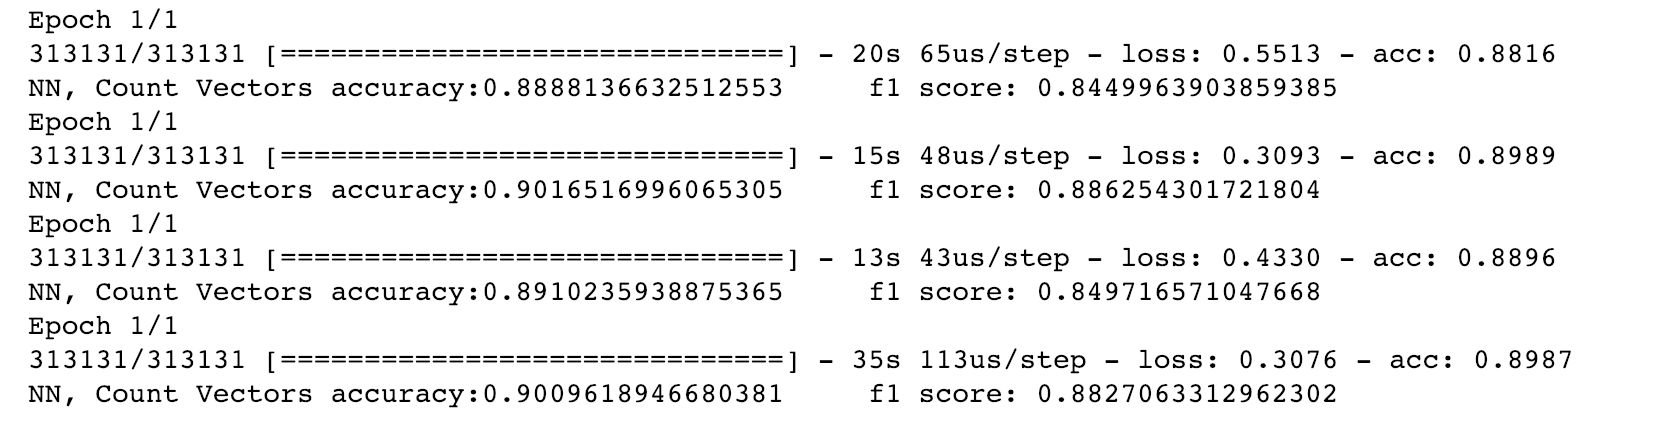 Epoch 1/1
313131/313131 [==============================] - 20s 65us/step - loss: 0.5513 - acc: 0.8816
NN, Count Vectors accuracy:0.8888136632512553     f1 score: 0.8449963903859385
Epoch 1/1
313131/313131 [==============================] - 15s 48us/step - loss: 0.3093 - acc: 0.8989
NN, Count Vectors accuracy:0.9016516996065305     f1 score: 0.886254301721804
Epoch 1/1
313131/313131 [==============================] - 13s 43us/step - loss: 0.4330 - acc: 0.8896
NN, Count Vectors accuracy:0.8910235938875365     f1 score: 0.849716571047668
Epoch 1/1
313131/313131 [==============================] - 35s 113us/step - loss: 0.3076 - acc: 0.8987
NN, Count Vectors accuracy:0.9009618946680381     f1 score: 0.8827063312962302